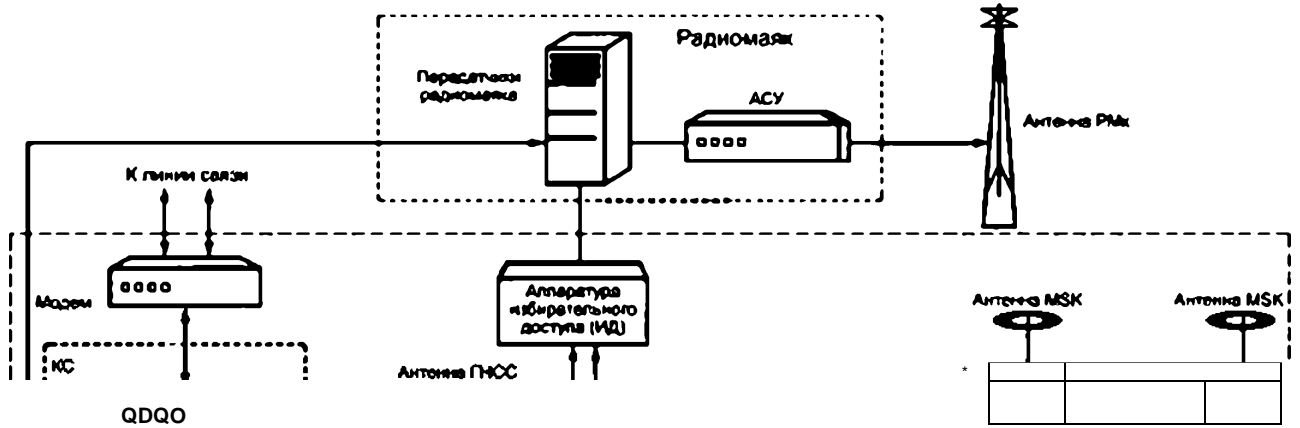 Радиомаяк
Передатчики
радиомаяка
АСУ
Антенна РМк
К линии связи
Модем
Аппаратура
избирательного
доступа (ИД)
Антенна MSK
Антенна MSK
КС
Антенна ГНСС
*
QDQO